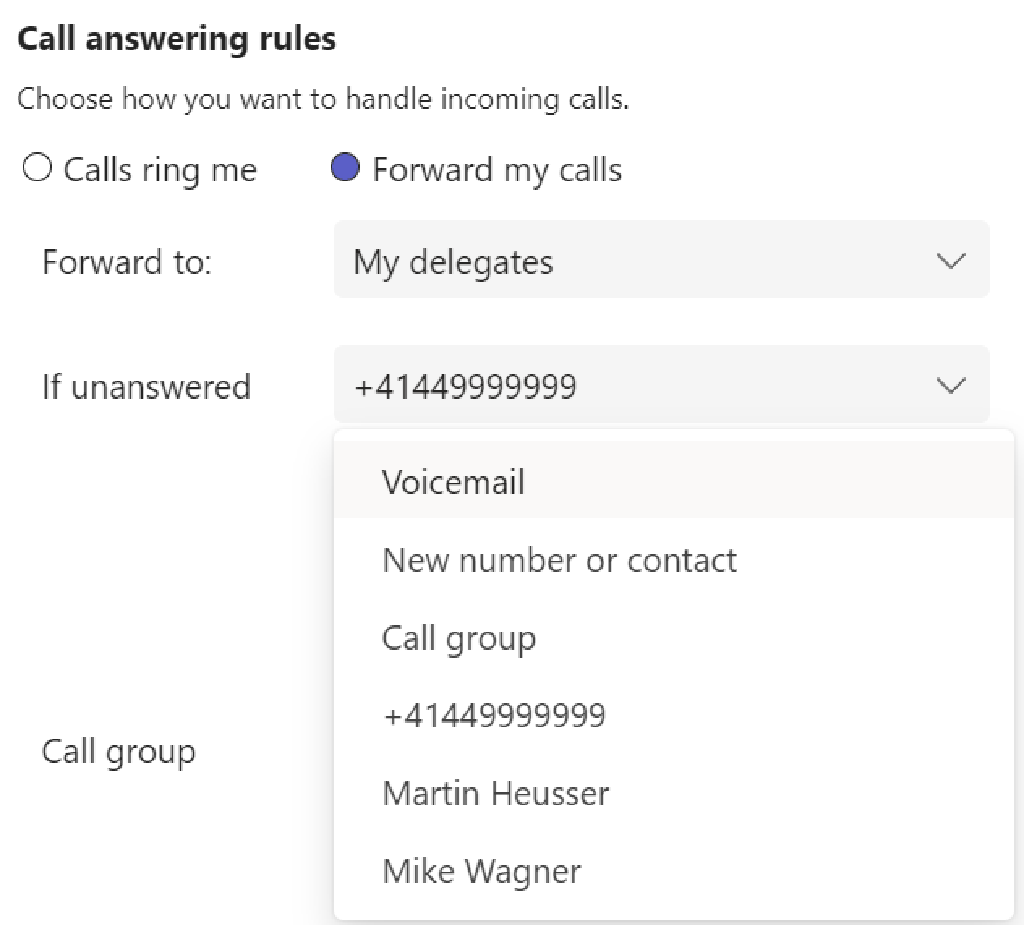 Call answering rules
Choose how you want to handle incoming calls.
Calls ring me Forward my calls
Forward to: My delegates
If unanswered +41449999999
Voicemail
New number or contact
Call group
+41449999999
Call group
Martin Heusser
Mike Wagner